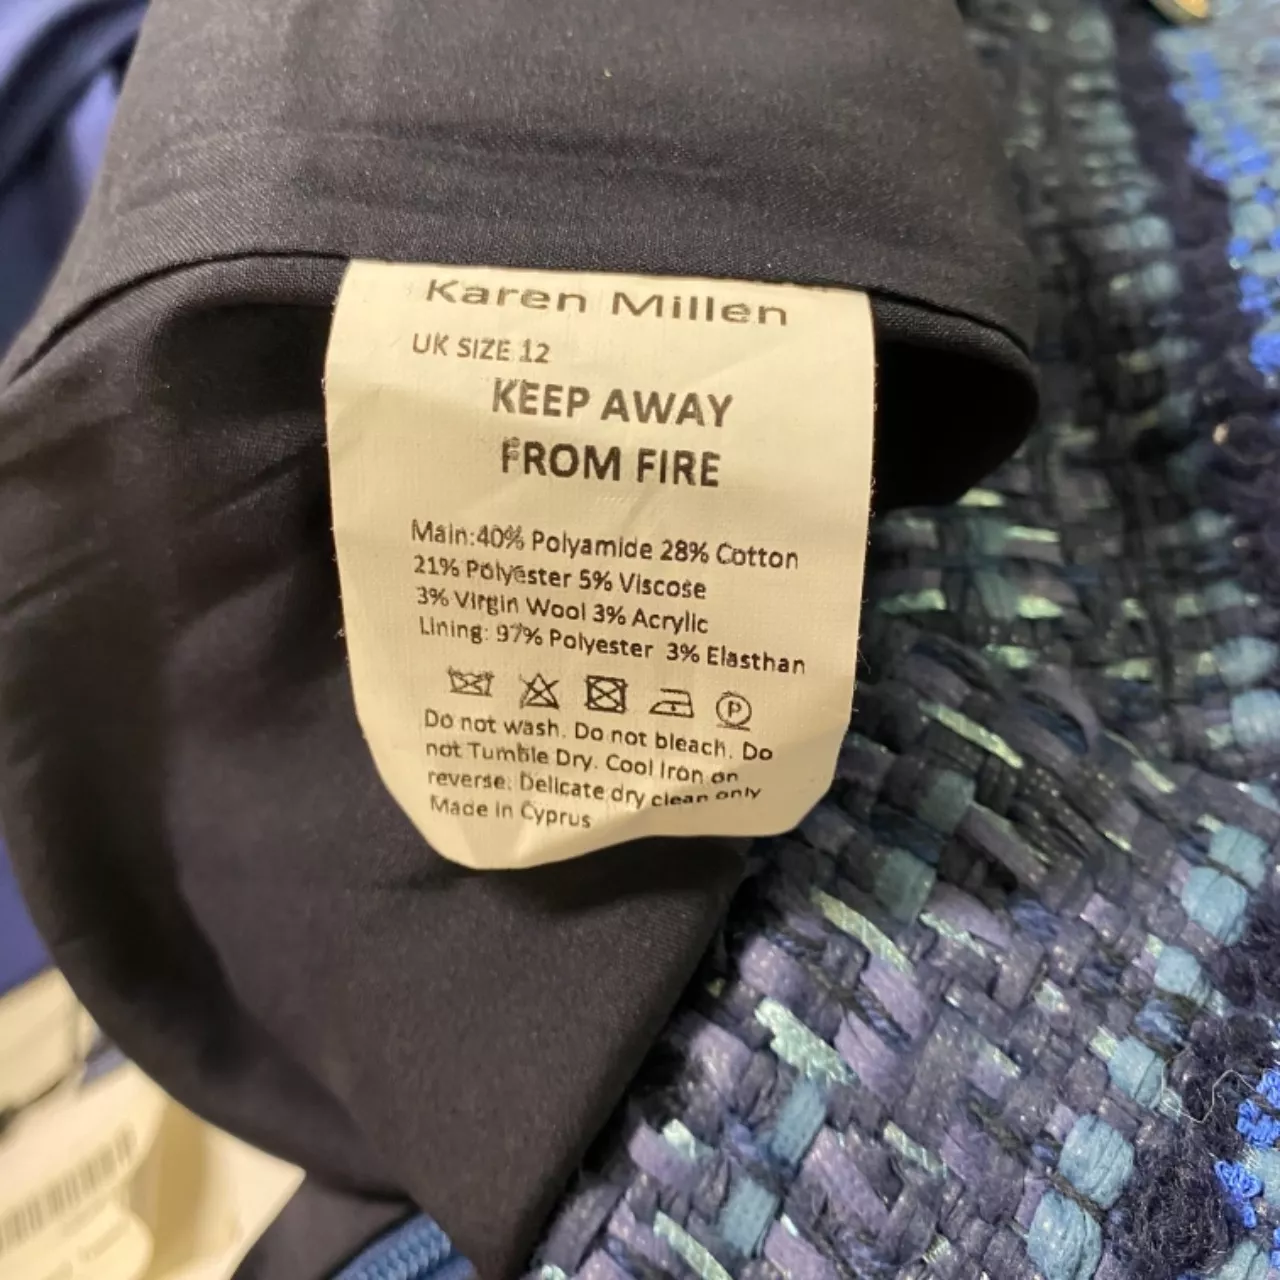 Karen Millen
UK SIZE 12
KEEP AWAY
FROM FIRE
Main:40% Polyamide 28% Cotton
21% Polyester 5% Viscose
3% Virgin Wool 3% Acrylic
Lining: 97% Polyester 3% Elasthan
P
Do not wash. Do not bleach. Do
not Tumble Dry. Cool Iron on
reverse. Delicate dry clean only
Made in Cyprus